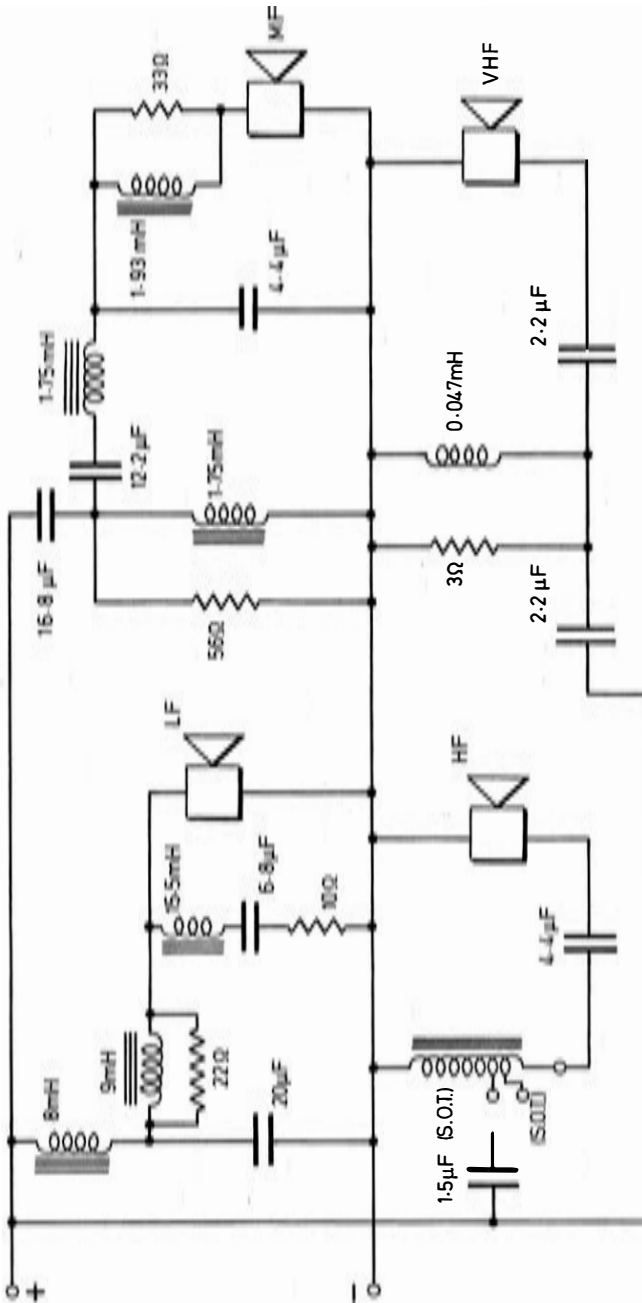 +
8mH
9mH
22Ω
20µF
15·5mH
6·8µF
10Ω
LF
16·8 µF
56Ω
12·2µF
1·75mH
1·75mH
4·4µF
1·93 mH
33Ω
MF
−
1·5µF (S.O.T.)
(S.O.T.)
4·4µF
HF
2·2 µF
3Ω
0.047mH
2·2 µF
VHF